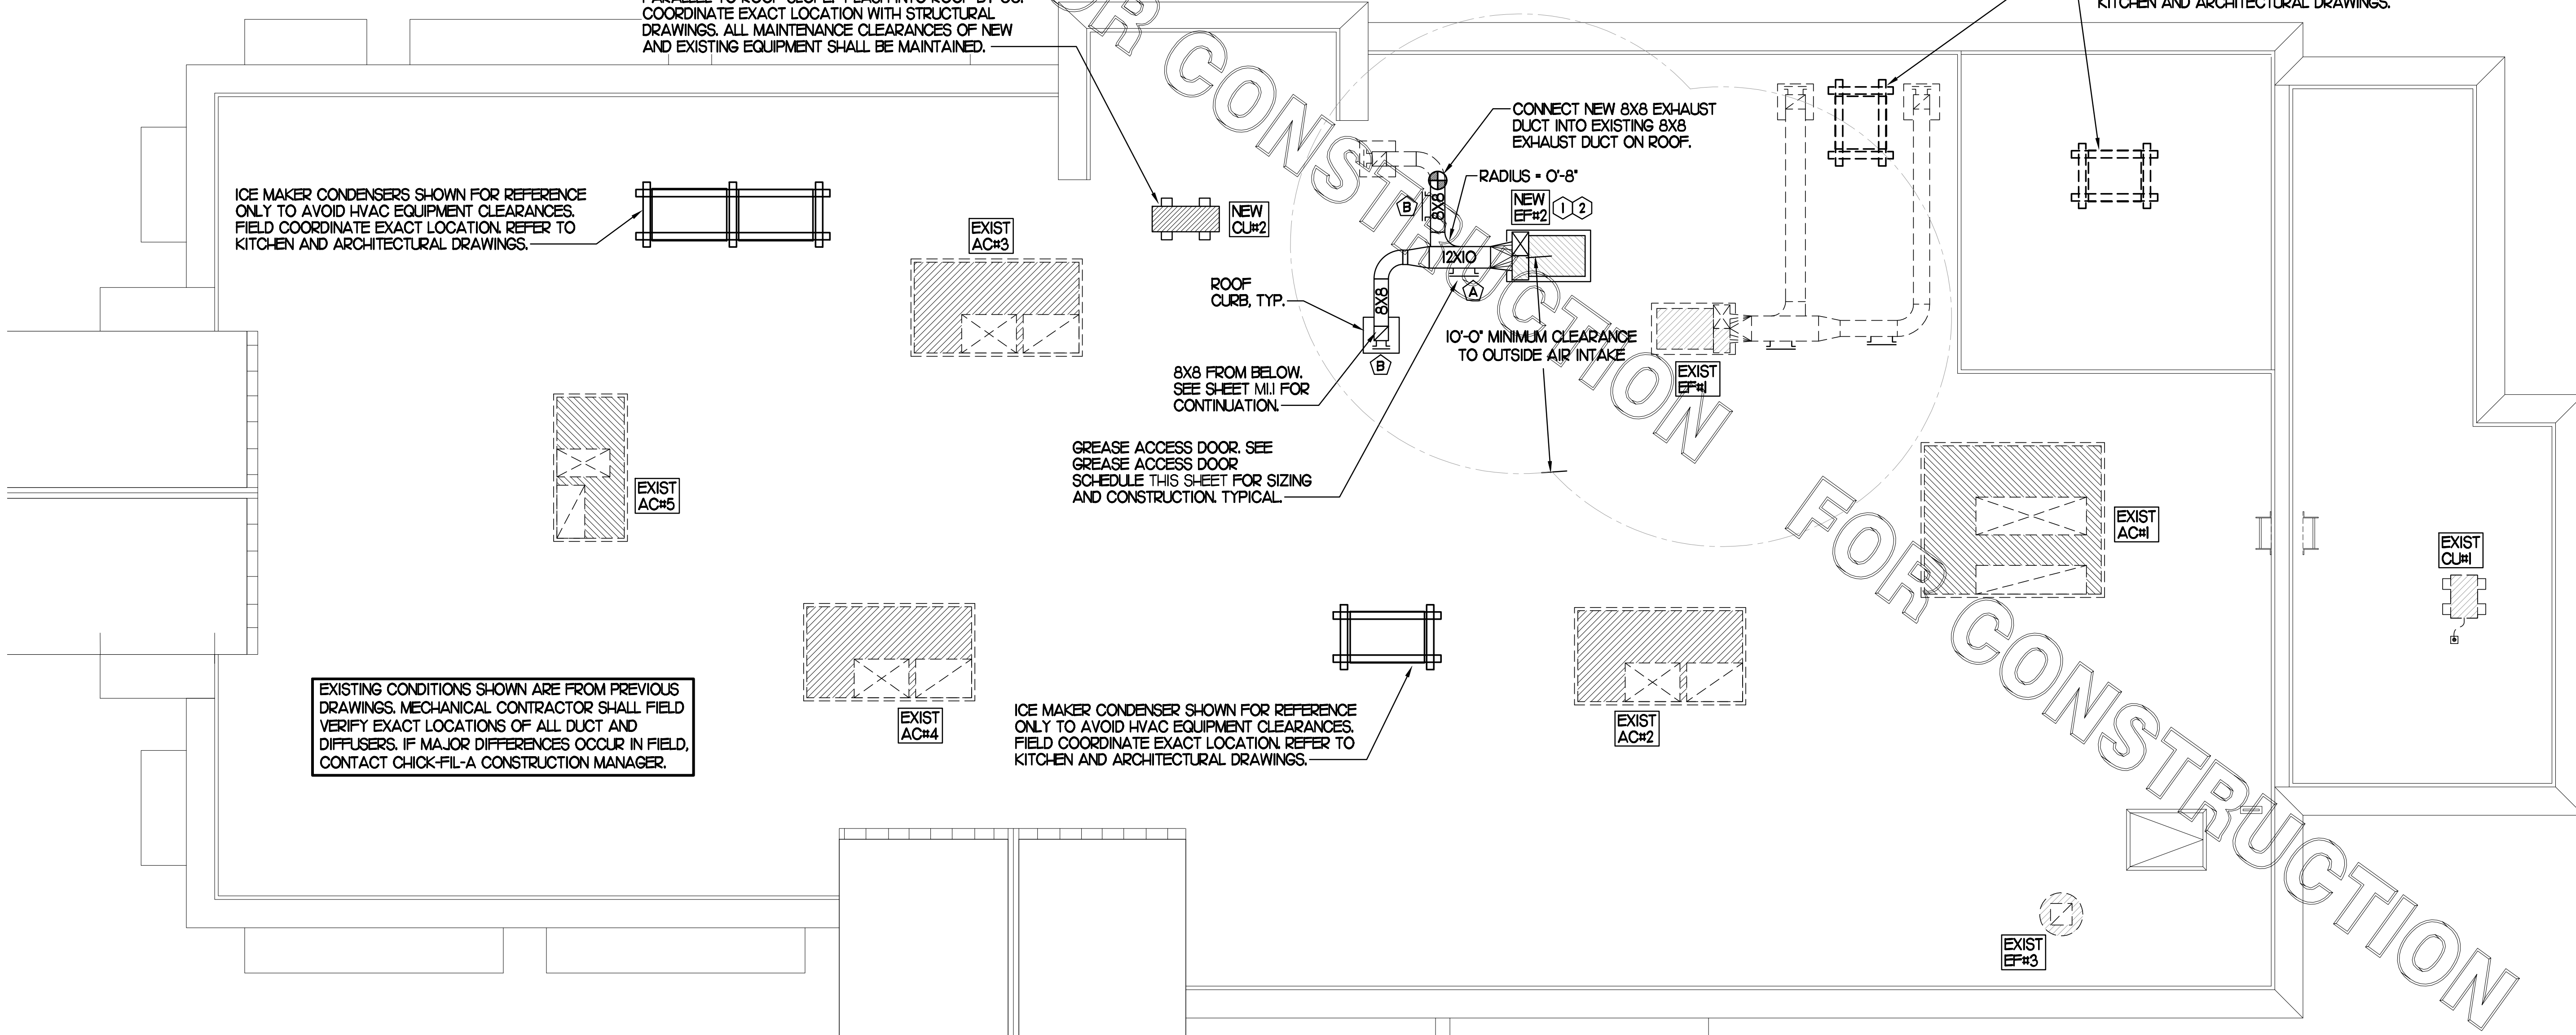 COORDINATE EXACT LOCATION WITH STRUCTURAL
DRAWINGS. ALL MAINTENANCE CLEARANCES OF NEW
AND EXISTING EQUIPMENT SHALL BE MAINTAINED.
KITCHEN AND ARCHITECTURAL DRAWINGS.
ICE MAKER CONDENSERS SHOWN FOR REFERENCE
ONLY TO AVOID HVAC EQUIPMENT CLEARANCES.
FIELD COORDINATE EXACT LOCATION. REFER TO
KITCHEN AND ARCHITECTURAL DRAWINGS.
EXIST
AC#3
NEW
CU#2
CONNECT NEW 8X8 EXHAUST
DUCT INTO EXISTING 8X8
EXHAUST DUCT ON ROOF.
RADIUS = 0'-8"
NEW
EF#2
1
2
B
8X8
12X10
A
ROOF
CURB, TYP.
8X8
B
10'-0" MINIMUM CLEARANCE
TO OUTSIDE AIR INTAKE
8X8 FROM BELOW.
SEE SHEET M1.1 FOR
CONTINUATION.
EXIST
EF#1
GREASE ACCESS DOOR. SEE
GREASE ACCESS DOOR
SCHEDULE THIS SHEET FOR SIZING
AND CONSTRUCTION. TYPICAL.
EXIST
AC#5
EXIST
AC#1
EXIST
CU#1
EXISTING CONDITIONS SHOWN ARE FROM PREVIOUS
DRAWINGS. MECHANICAL CONTRACTOR SHALL FIELD
VERIFY EXACT LOCATIONS OF ALL DUCT AND
DIFFUSERS. IF MAJOR DIFFERENCES OCCUR IN FIELD,
CONTACT CHICK-FIL-A CONSTRUCTION MANAGER.
EXIST
AC#4
ICE MAKER CONDENSER SHOWN FOR REFERENCE
ONLY TO AVOID HVAC EQUIPMENT CLEARANCES.
FIELD COORDINATE EXACT LOCATION. REFER TO
KITCHEN AND ARCHITECTURAL DRAWINGS.
EXIST
AC#2
EXIST
EF#3
OR CONSTRUCTION
FOR CONSTRUCTION